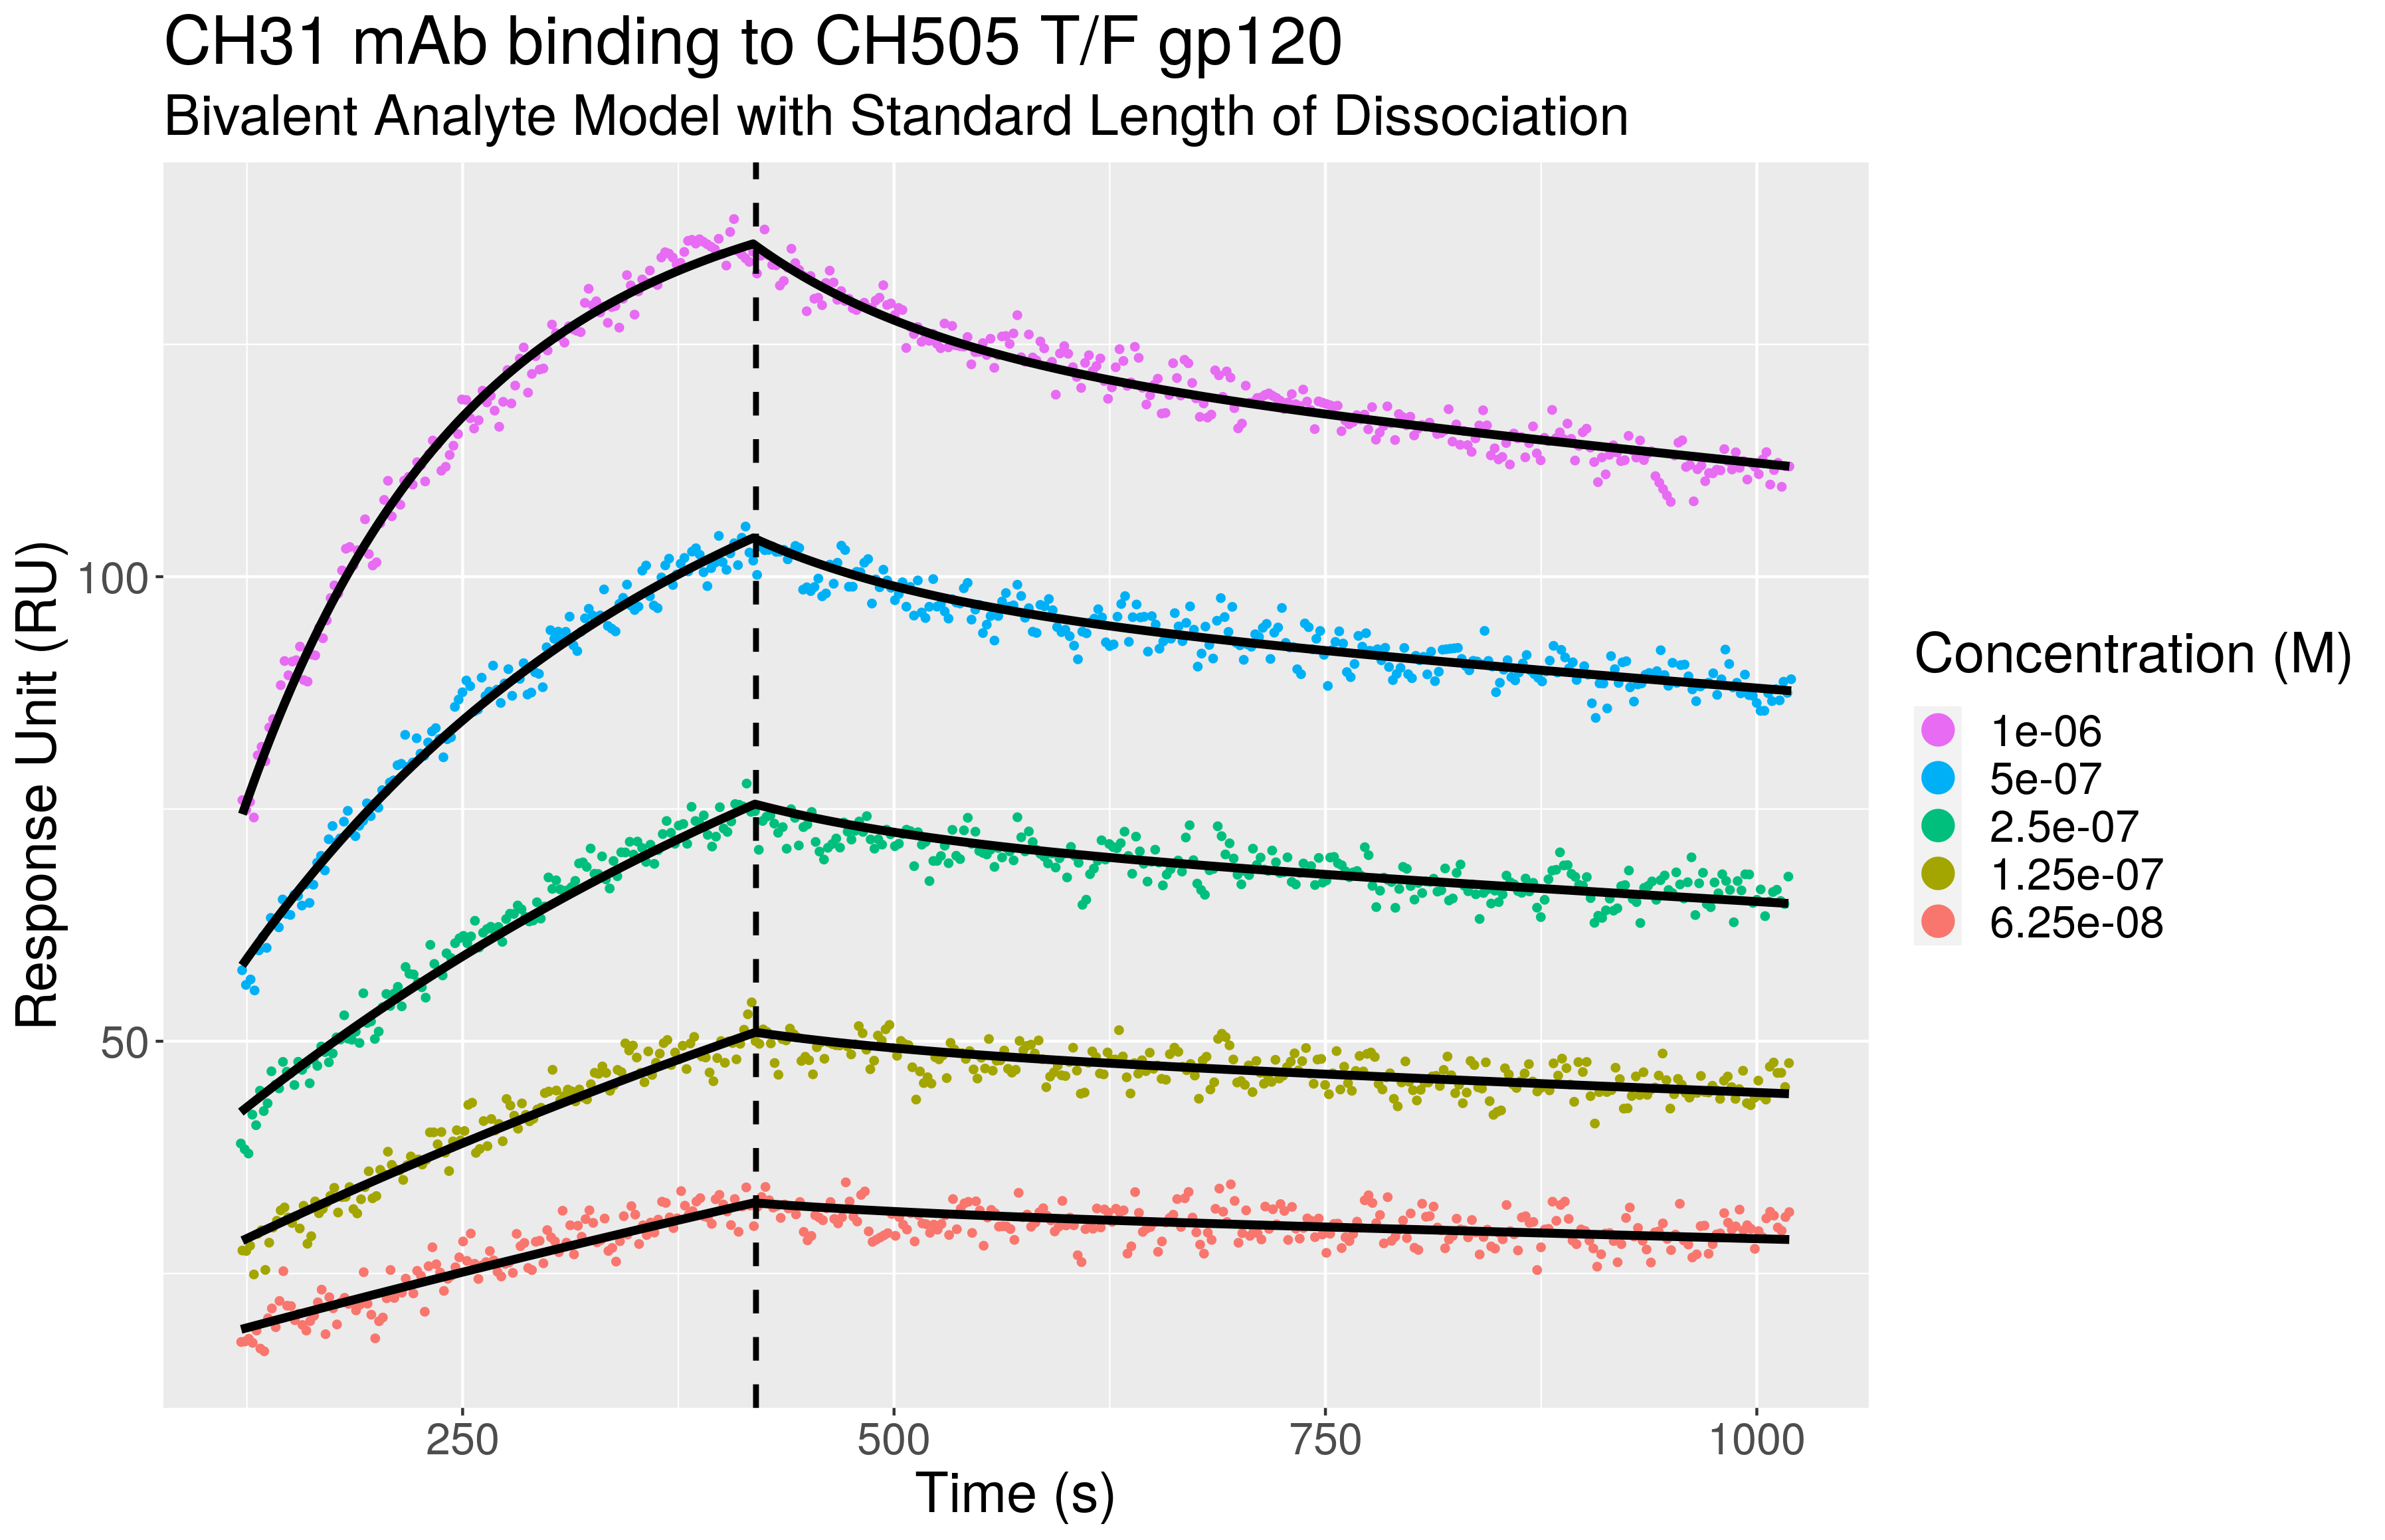 CH31 mAb binding to CH505 T/F gp120
Bivalent Analyte Model with Standard Length of Dissociation
Response Unit (RU)
100
50
250
500
750
1000
Time (s)
Concentration (M)
1e-06
5e-07
2.5e-07
1.25e-07
6.25e-08